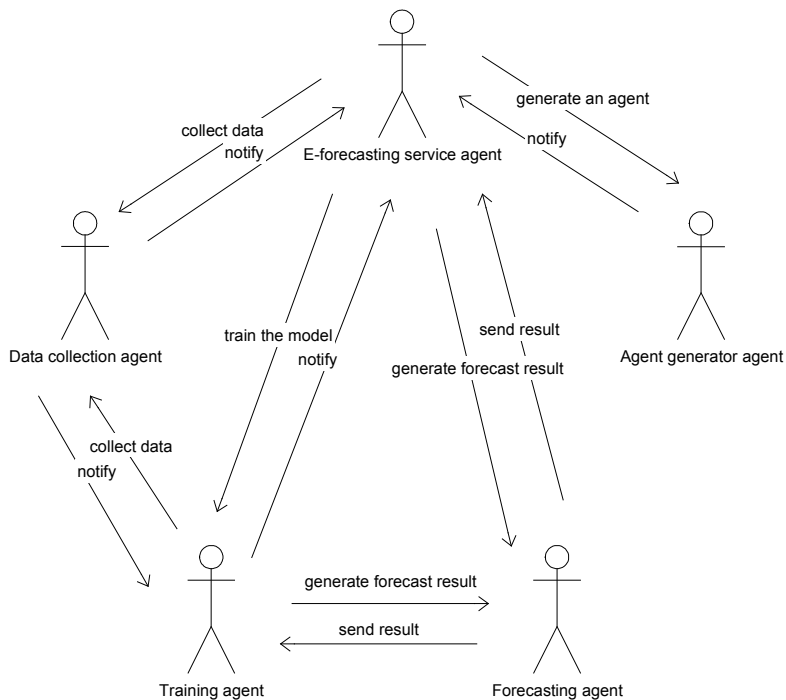 generate an agent
collect data
notify
notify
E-forecasting service agent
train the model
notify
send result
generate forecast result
Data collection agent
Agent generator agent
collect data
notify
generate forecast result
send result
Training agent
Forecasting agent